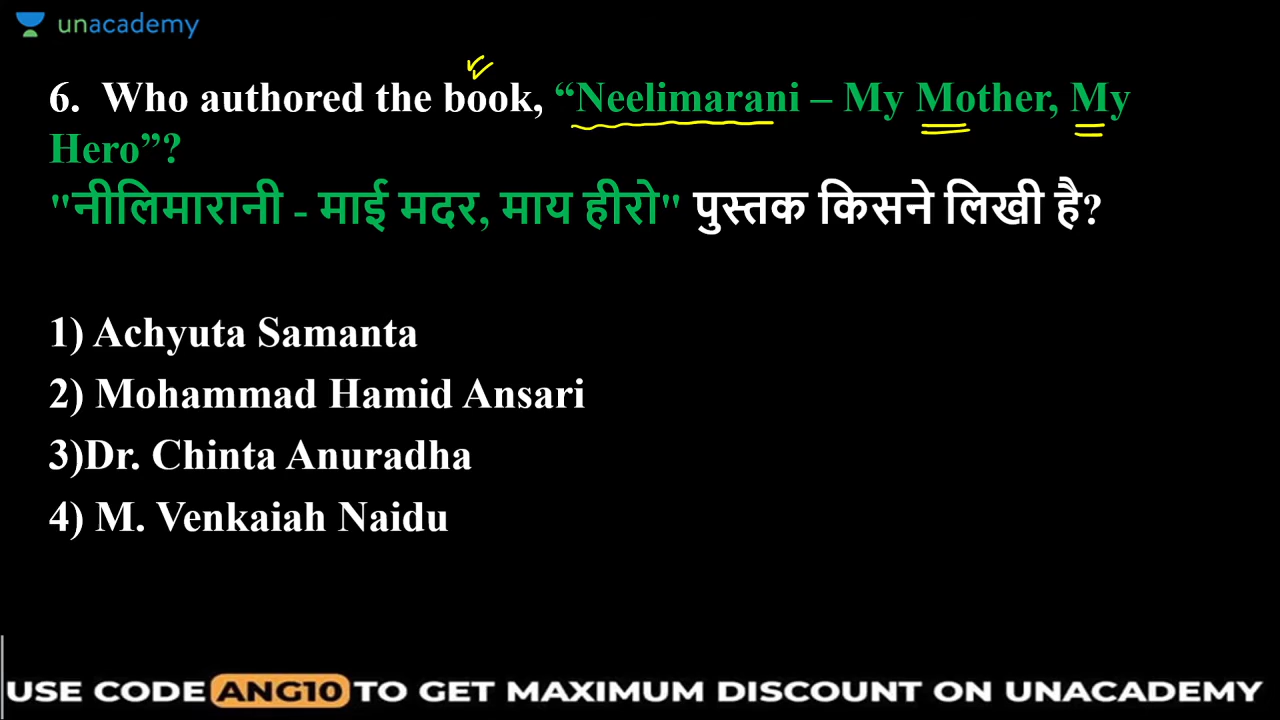 unacademy
6. Who authored the book, “Neelimarani – My Mother, My
Hero”?
"नीलिमारानी - माई मदर, माय हीरो" पुस्तक किसने लिखी है?
1) Achyuta Samanta
2) Mohammad Hamid Ansari
3)Dr. Chinta Anuradha
4) M. Venkaiah Naidu
USE CODE ANG10 TO GET MAXIMUM DISCOUNT ON UNACADEMY